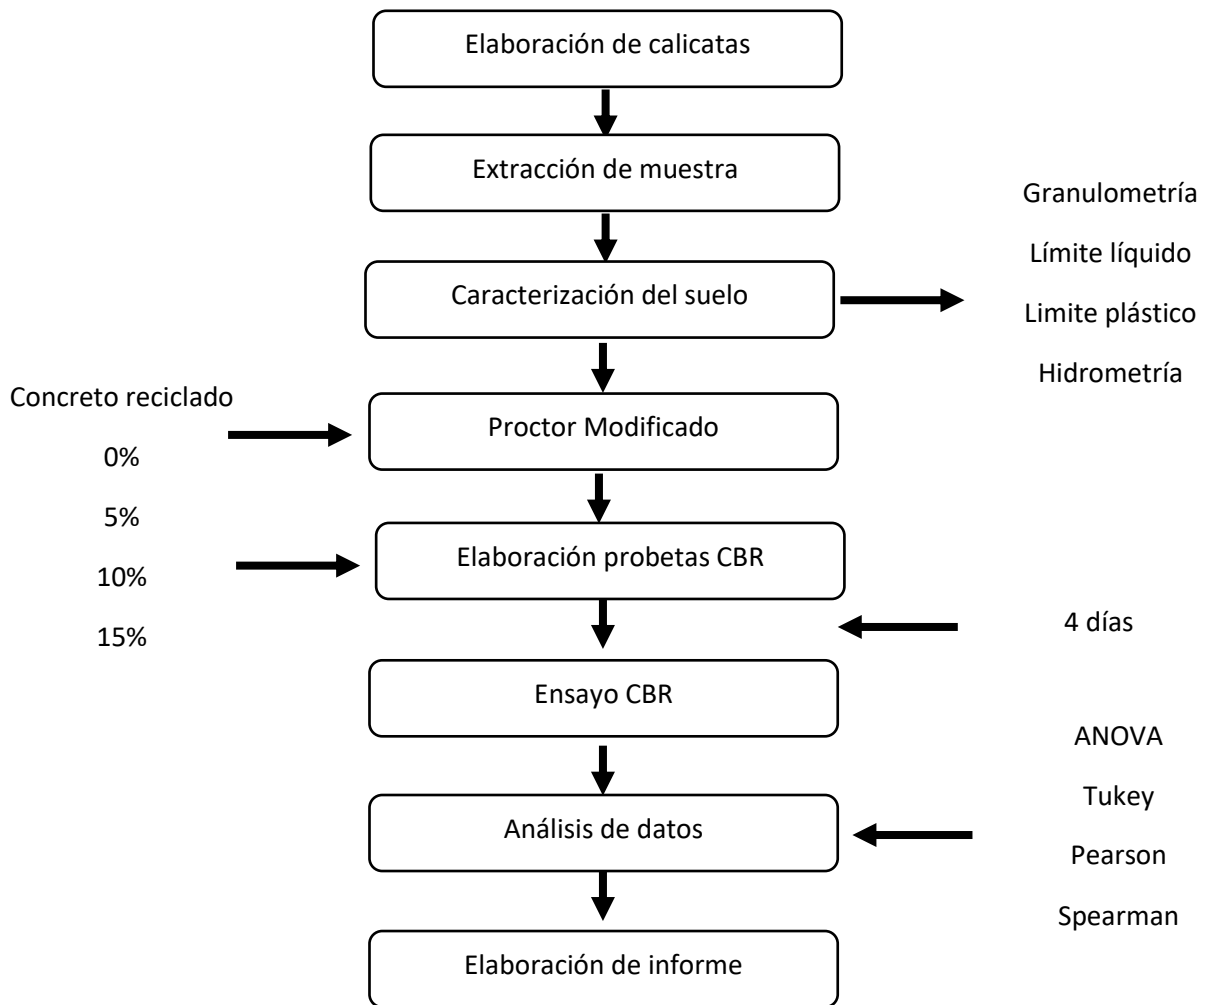 Elaboración de calicatas
Extracción de muestra
Caracterización del suelo
Granulometría
Límite líquido
Limite plástico
Hidrometría
Concreto reciclado
0%
5%
10%
15%
Proctor Modificado
Elaboración probetas CBR
4 días
Ensayo CBR
Análisis de datos
ANOVA
Tukey
Pearson
Spearman
Elaboración de informe